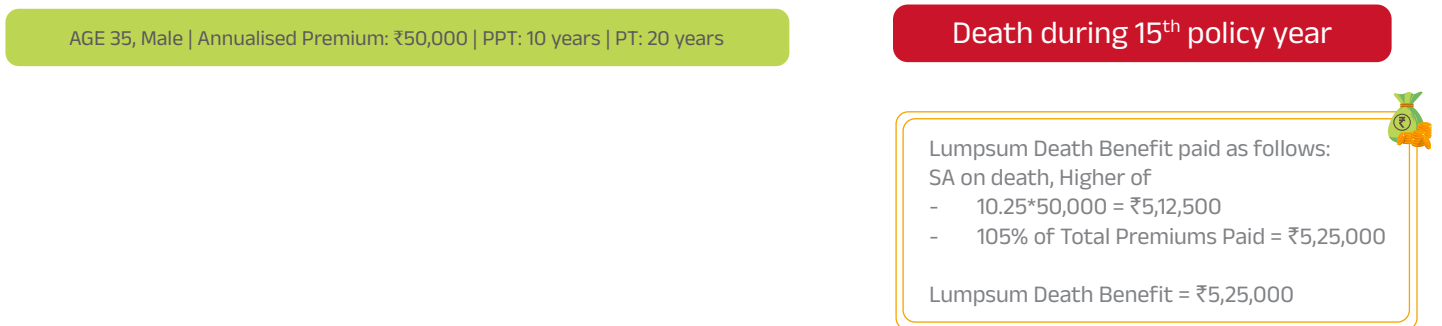 AGE 35, Male | Annualised Premium: ₹50,000 | PPT: 10 years | PT: 20 years
Death during 15th policy year
₹
Lumpsum Death Benefit paid as follows:
SA on death, Higher of
- 10.25*50,000 = ₹5,12,500
- 105% of Total Premiums Paid = ₹5,25,000
Lumpsum Death Benefit = ₹5,25,000